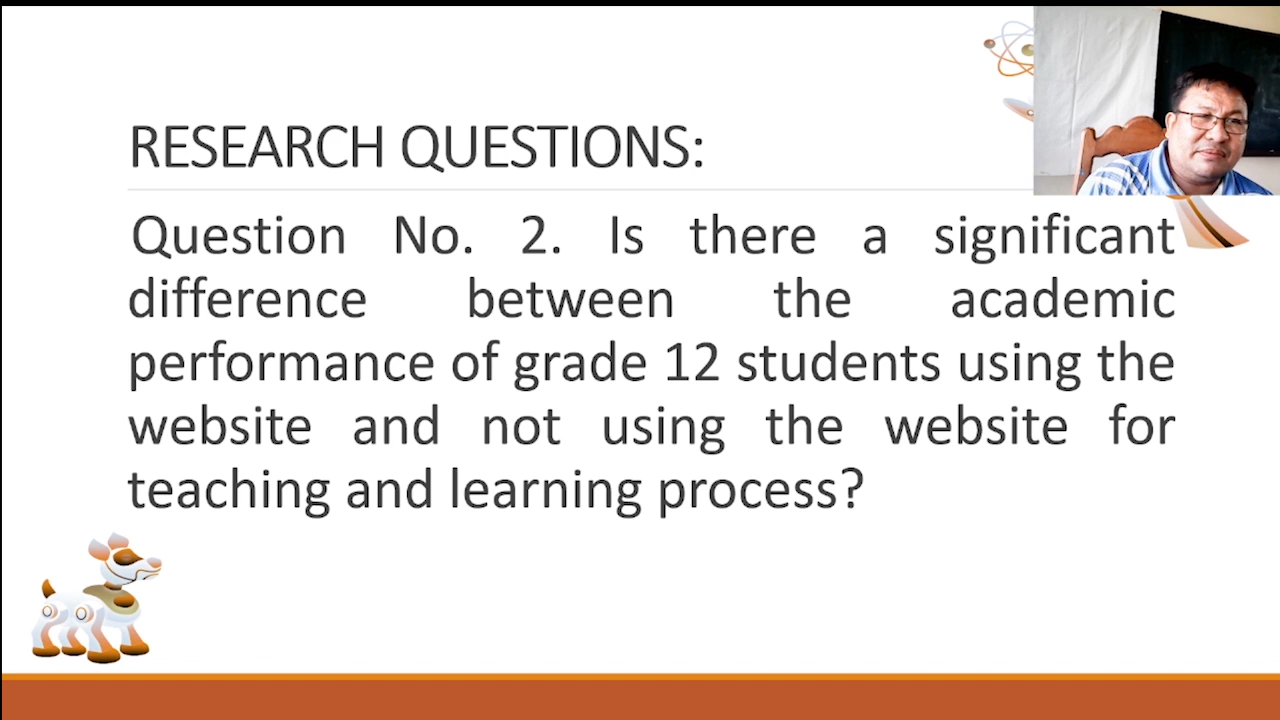 RESEARCH QUESTIONS:
Question No. 2. Is there a significant
difference between the academic
performance of grade 12 students using the
website and not using the website for
teaching and learning process?